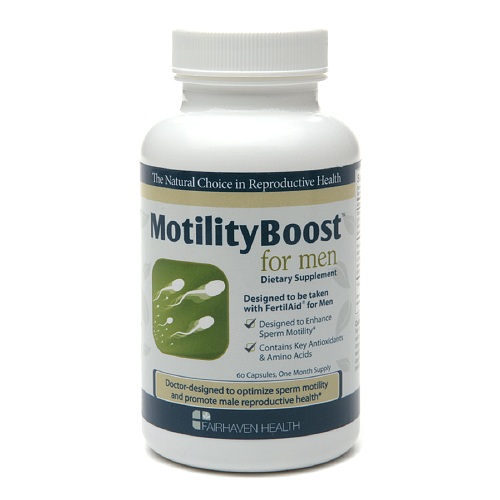 The Natural Choice in Reproductive Health
MotilityBoost™
for men
Dietary Supplement
Designed to be taken
with FertilAid® for Men
Designed to Enhance
Sperm Motility*
Contains Key Antioxidants
& Amino Acids
60 Capsules, One Month Supply
Doctor-designed to optimize sperm motility
and promote male reproductive health*
FAIRHAVEN HEALTH